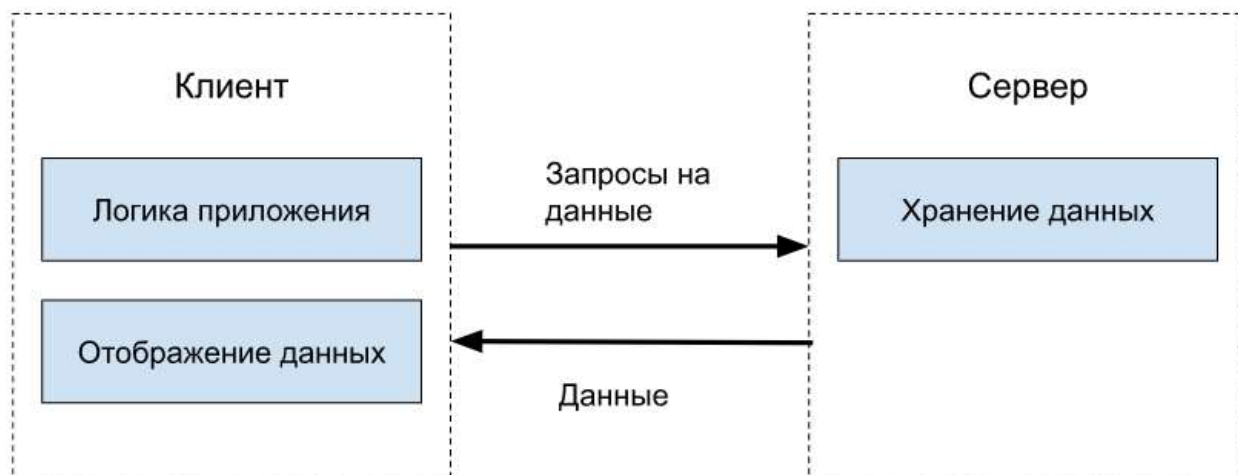 Клиент
Логика приложения
Отображение данных
Запросы на
данные
Данные
Сервер
Хранение данных